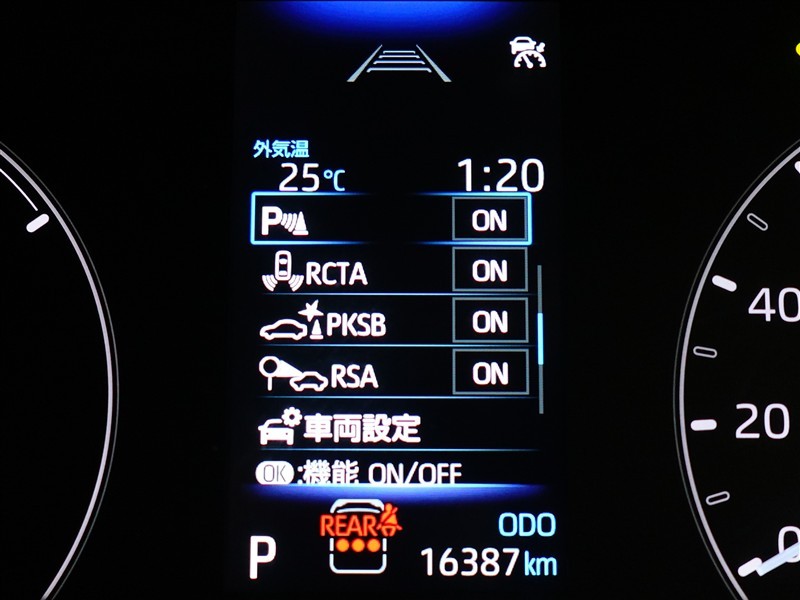 外気温
25℃ 1:20
P ON
RCTA ON
PKSB ON
RSA ON
車両設定
OK:機能 ON/OFF
REAR
ODO
P 16387km
40
20
0